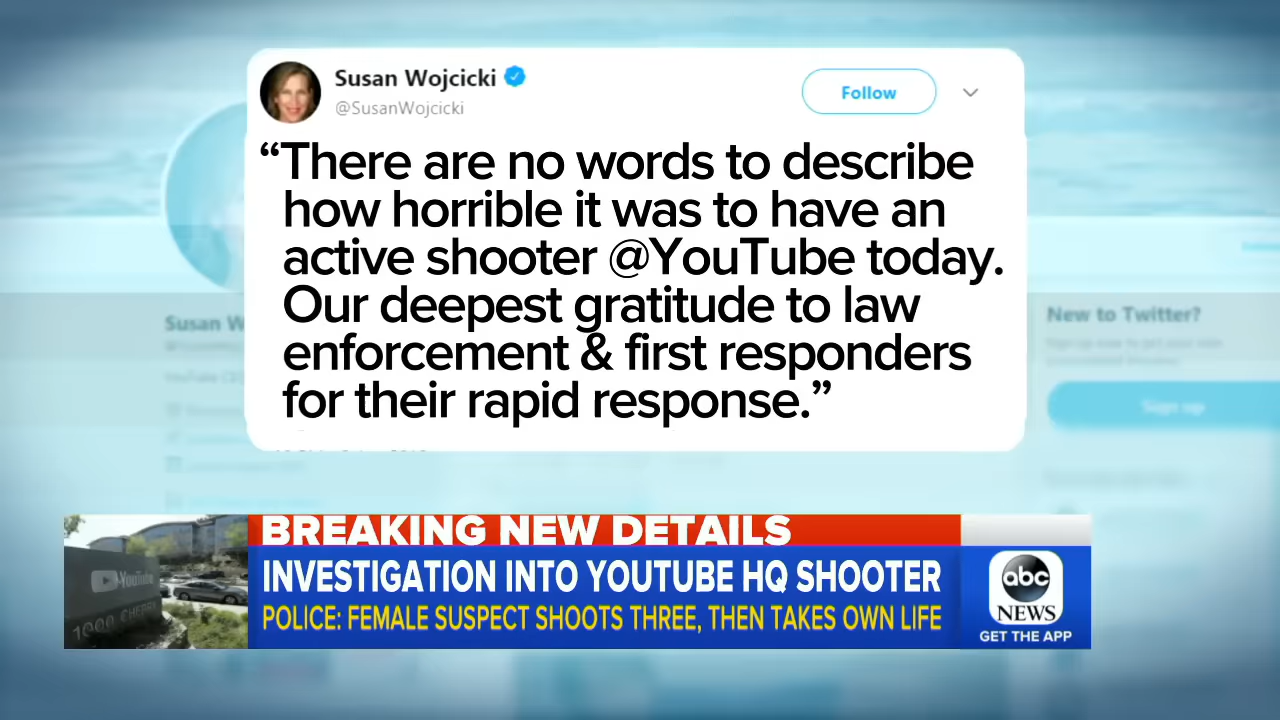 Susan Wojcicki
@SusanWojcicki
Follow
“There are no words to describe
how horrible it was to have an
active shooter @YouTube today.
Our deepest gratitude to law
enforcement & first responders
for their rapid response.”
Susan W
New to Twitter?
Sign up
BREAKING NEW DETAILS
INVESTIGATION INTO YOUTUBE HQ SHOOTER
POLICE: FEMALE SUSPECT SHOOTS THREE, THEN TAKES OWN LIFE
YouTube
abc
NEWS
GET THE APP